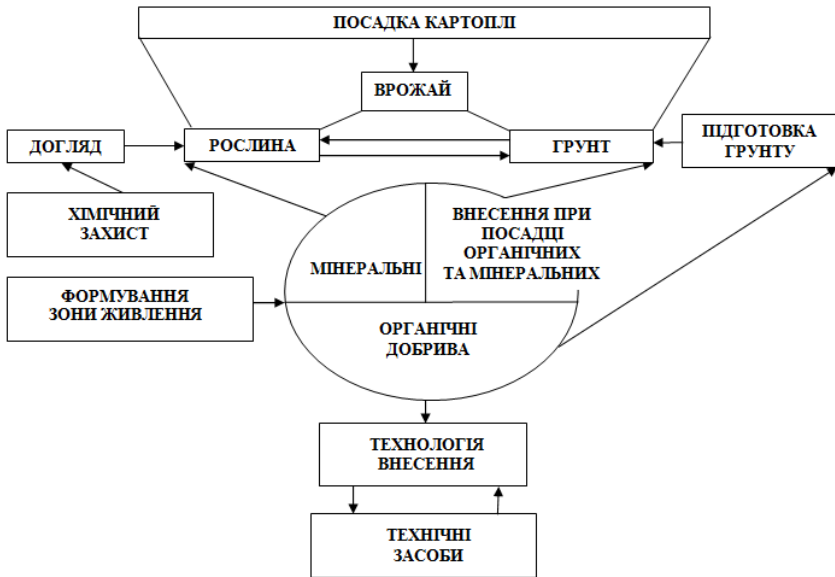 ПОСАДКА КАРТОПЛІ
ВРОЖАЙ
ДОГЛЯД
РОСЛИНА
ГРУНТ
ПІДГОТОВКА
ГРУНТУ
ХІМІЧНИЙ
ЗАХИСТ
МІНЕРАЛЬНІ
ВНЕСЕННЯ ПРИ
ПОСАДЦІ
ОРГАНІЧНИХ
ТА МІНЕРАЛЬНИХ
ФОРМУВАННЯ
ЗОНИ ЖИВЛЕННЯ
ОРГАНІЧНІ
ДОБРИВА
ТЕХНОЛОГІЯ
ВНЕСЕННЯ
ТЕХНІЧНІ
ЗАСОБИ